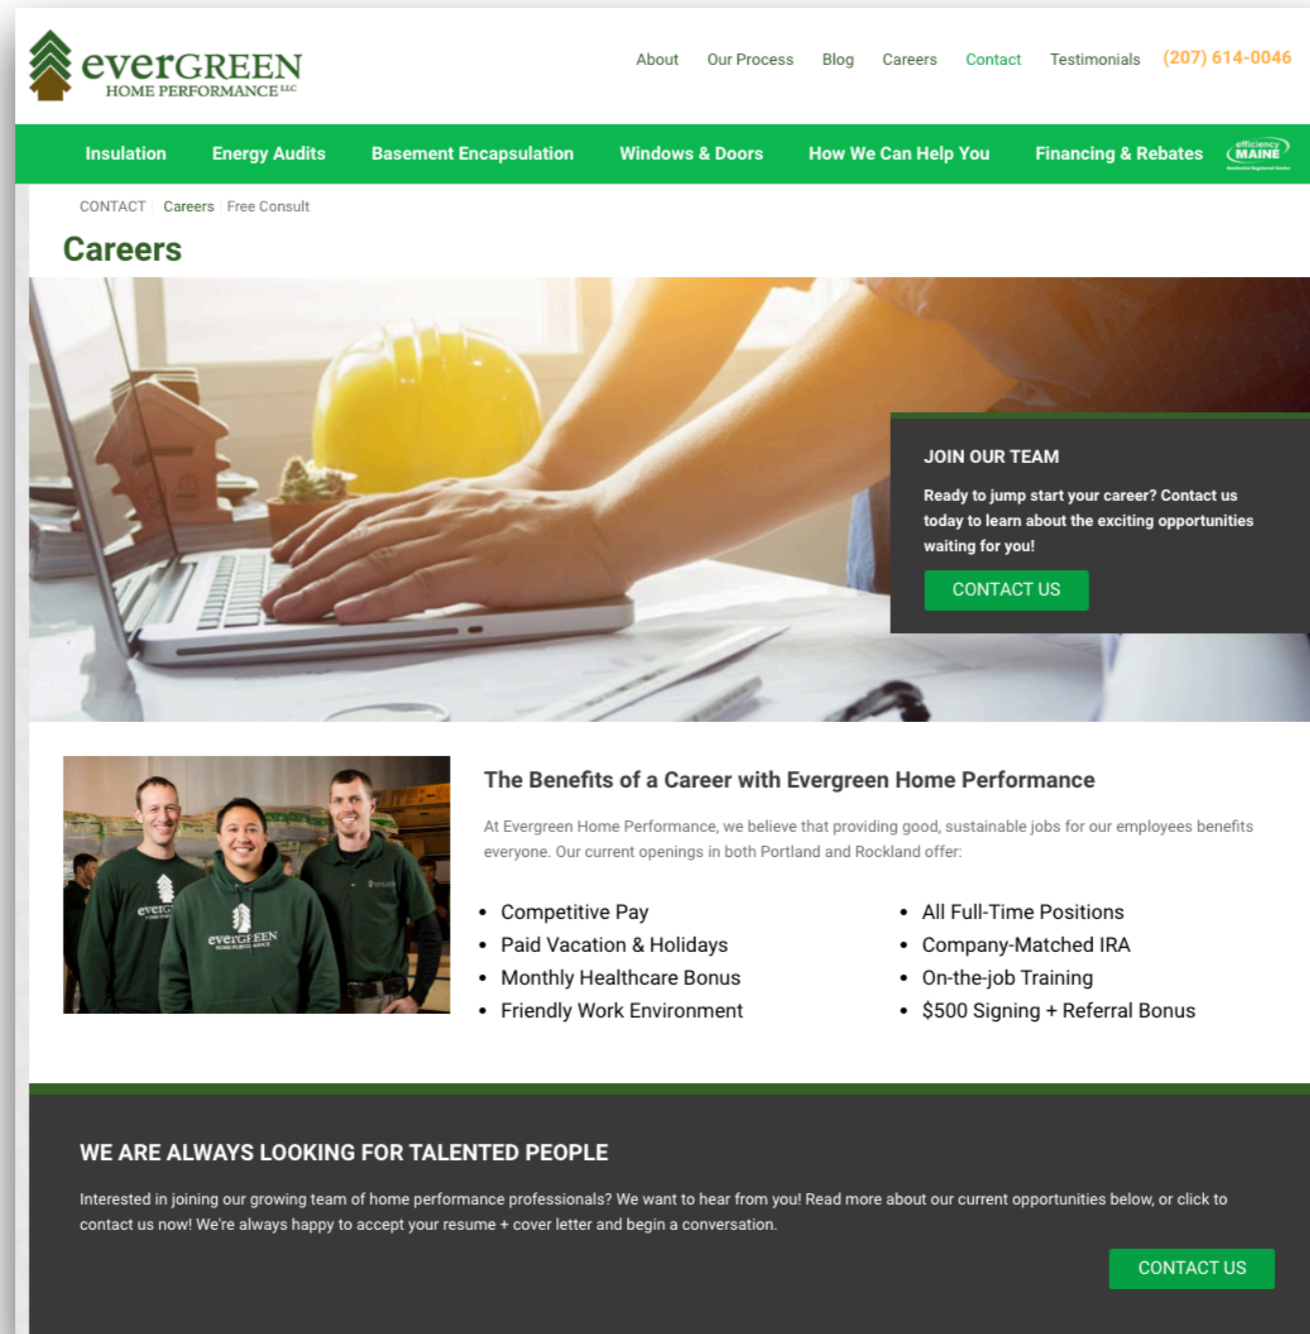 everGREEN
HOME PERFORMANCE LLC
About Our Process Blog Careers Contact Testimonials (207) 614-0046
Insulation Energy Audits Basement Encapsulation Windows & Doors How We Can Help You Financing & Rebates
efficiency
MAINE
Residential Registered Vendor
CONTACT Careers Free Consult
Careers
JOIN OUR TEAM
Ready to jump start your career? Contact us
today to learn about the exciting opportunities
waiting for you!
CONTACT US
everGREEN
HOME PERFORMANCE
The Benefits of a Career with Evergreen Home Performance
At Evergreen Home Performance, we believe that providing good, sustainable jobs for our employees benefits
everyone. Our current openings in both Portland and Rockland offer:
• Competitive Pay
• Paid Vacation & Holidays
• Monthly Healthcare Bonus
• Friendly Work Environment
• All Full-Time Positions
• Company-Matched IRA
• On-the-job Training
• $500 Signing + Referral Bonus
WE ARE ALWAYS LOOKING FOR TALENTED PEOPLE
Interested in joining our growing team of home performance professionals? We want to hear from you! Read more about our current opportunities below, or click to
contact us now! We're always happy to accept your resume + cover letter and begin a conversation.
CONTACT US